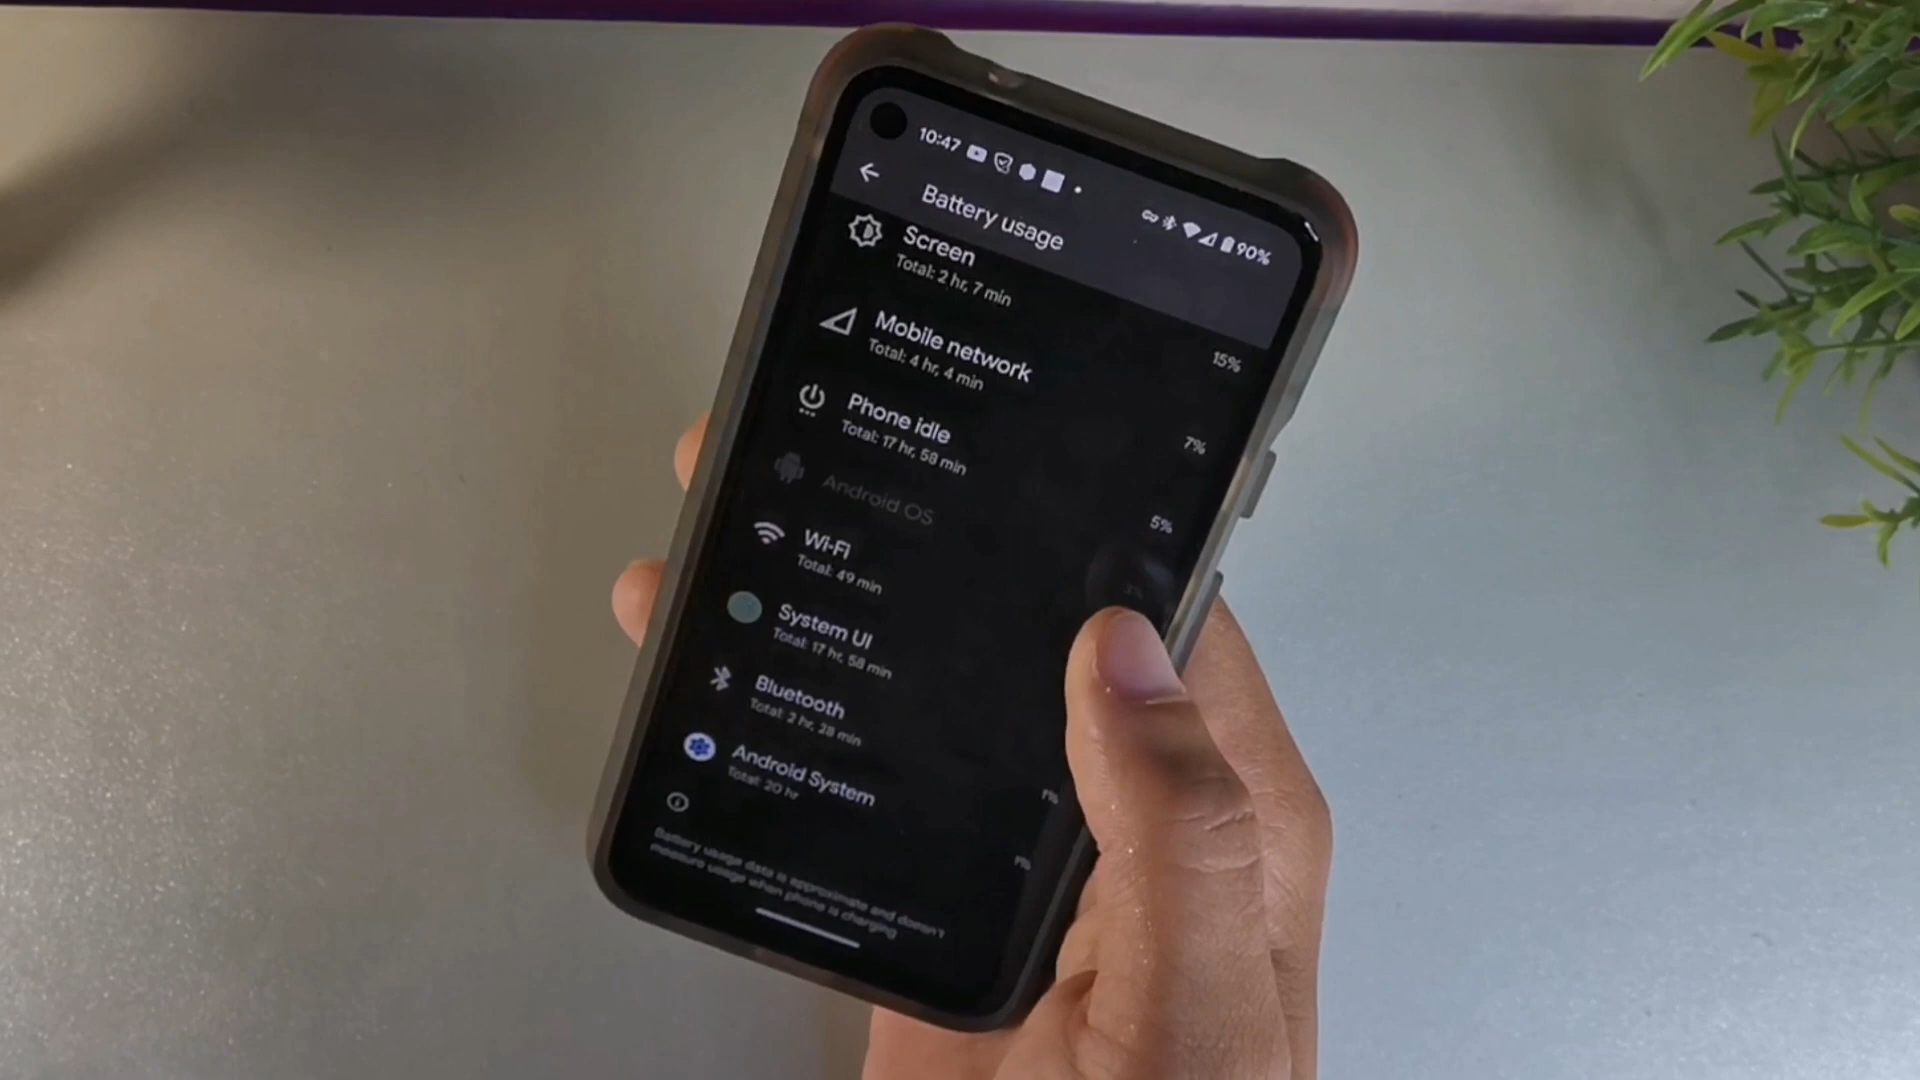 10:47
90%
Battery usage
Screen
Total: 2 hr, 7 min
15%
Mobile network
Total: 4 hr, 4 min
7%
Phone idle
Total: 17 hr, 58 min
5%
Android OS
Wi-Fi
Total: 49 min
System UI
Total: 17 hr, 58 min
Bluetooth
Total: 2 hr, 28 min
1%
Android System
Total: 20 hr
1%
Battery usage data is approximate and doesn't
measure usage when phone is charging